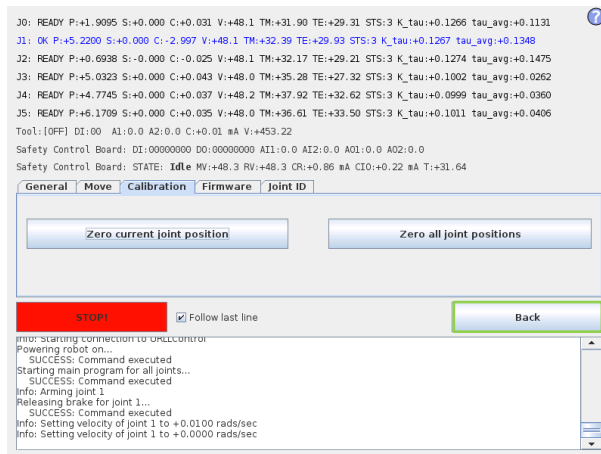 J0: READY P:+1.9095 S:+0.000 C:+0.031 V:+48.1 TM:+31.90 TE:+29.31 STS:3 K_tau:+0.1266 tau_avg:+0.1131
?
J1: OK P:+5.2200 S:+0.000 C:-2.997 V:+48.1 TM:+32.39 TE:+29.93 STS:3 K_tau:+0.1267 tau_avg:+0.1348
J2: READY P:+0.6938 S:-0.000 C:-0.025 V:+48.1 TM:+32.17 TE:+29.21 STS:3 K_tau:+0.1274 tau_avg:+0.1475
J3: READY P:+5.0323 S:+0.000 C:+0.043 V:+48.0 TM:+35.28 TE:+27.32 STS:3 K_tau:+0.1002 tau_avg:+0.0262
J4: READY P:+4.7745 S:+0.000 C:+0.037 V:+48.2 TM:+37.92 TE:+32.62 STS:3 K_tau:+0.0999 tau_avg:+0.0360
J5: READY P:+6.1709 S:+0.000 C:+0.035 V:+48.0 TM:+36.61 TE:+33.50 STS:3 K_tau:+0.1011 tau_avg:+0.0406
Tool:[OFF] DI:00 A1:0.0 A2:0.0 C:+0.01 mA V:+453.22
Safety Control Board: DI:00000000 DO:00000000 AI1:0.0 AI2:0.0 AO1:0.0 AO2:0.0
Safety Control Board: STATE: Idle MV:+48.3 RV:+48.3 CR:+0.86 mA CIO:+0.22 mA T:+31.64
General Move Calibration Firmware Joint ID
Zero current joint position Zero all joint positions
STOP! Follow last line Back
Info: Starting connection to URLLControl
Powering robot on...
SUCCESS: Command executed
Starting main program for all joints...
SUCCESS: Command executed
Info: Arming joint 1
Releasing brake for joint 1...
SUCCESS: Command executed
Info: Setting velocity of joint 1 to +0.0100 rads/sec
Info: Setting velocity of joint 1 to +0.0000 rads/sec